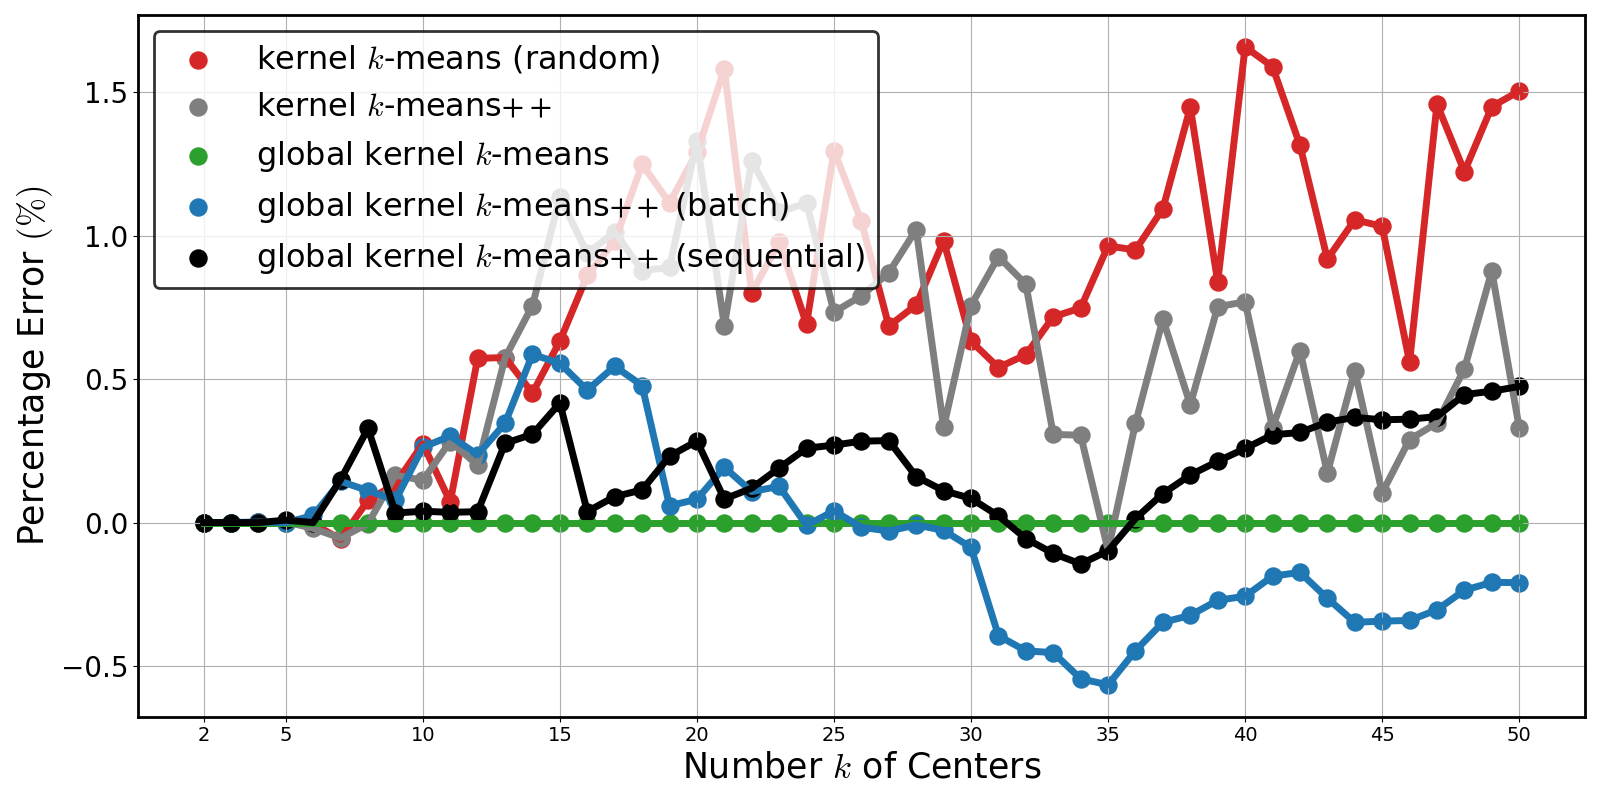 kernel k-means (random)
kernel k-means++
global kernel k-means
global kernel k-means++ (batch)
global kernel k-means++ (sequential)
Percentage Error (%)
1.5
1.0
0.5
0.0
−0.5
2 5 10 15 20 25 30 35 40 45 50
Number k of Centers